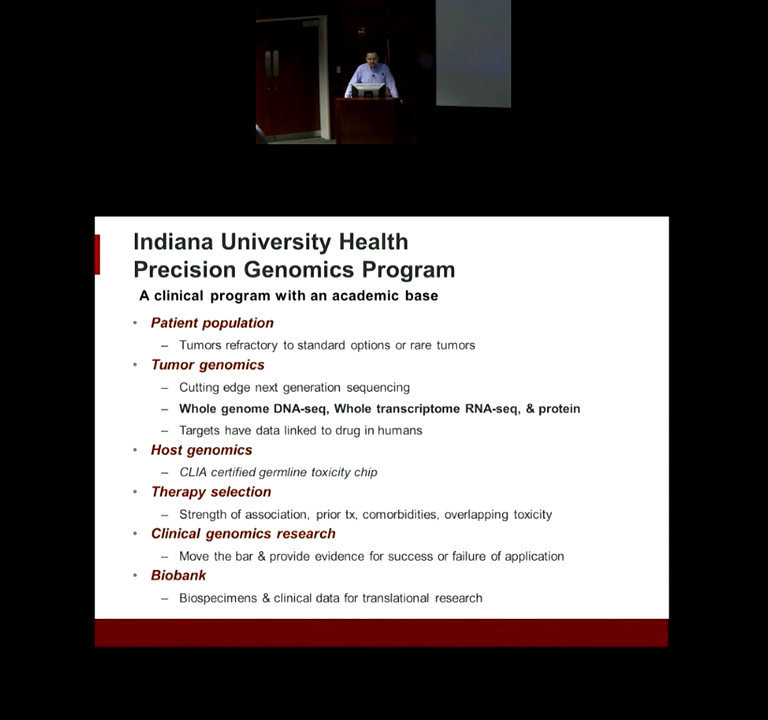 Indiana University Health
Precision Genomics Program
A clinical program with an academic base
• Patient population
– Tumors refractory to standard options or rare tumors
• Tumor genomics
– Cutting edge next generation sequencing
– Whole genome DNA-seq, Whole transcriptome RNA-seq, & protein
– Targets have data linked to drug in humans
• Host genomics
– CLIA certified germline toxicity chip
• Therapy selection
– Strength of association, prior tx, comorbidities, overlapping toxicity
• Clinical genomics research
– Move the bar & provide evidence for success or failure of application
• Biobank
– Biospecimens & clinical data for translational research